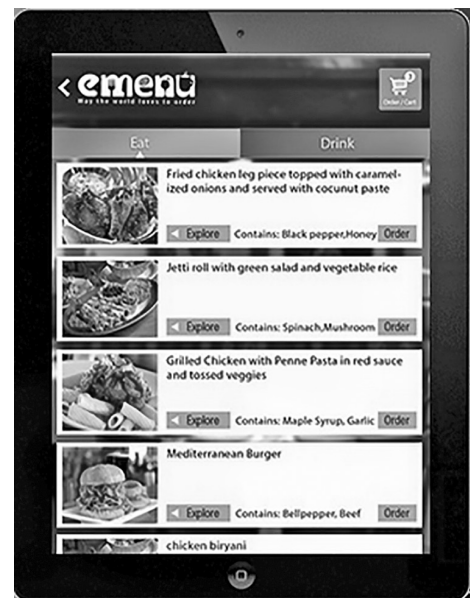 emenu
Way the world loves to order
Order / Cart
Eat
Drink
Fried chicken leg piece topped with caramel-
ized onions and served with coconut paste
Explore Contains: Black pepper,Honey Order
Jetti roll with green salad and vegetable rice
Explore Contains: Spinach,Mushroom Order
Grilled Chicken with Penne Pasta in red sauce
and tossed veggies
Explore Contains: Maple Syrup, Garlic Order
Mediterranean Burger
Explore Contains: Bellpepper, Beef Order
chicken biryani